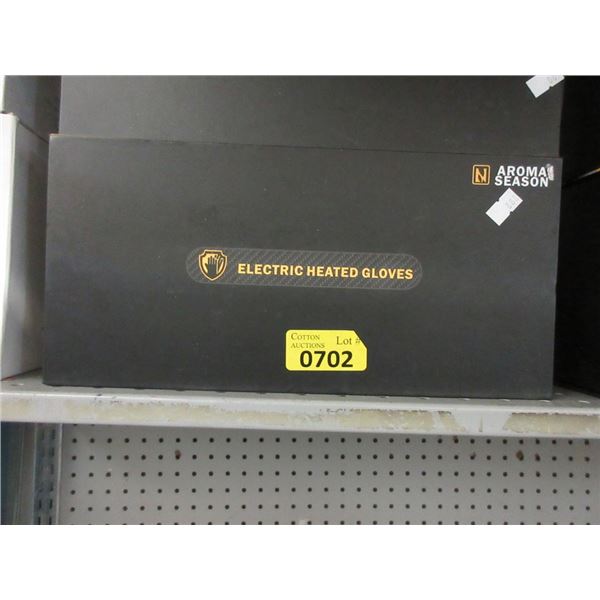 N AROMA
SEASON
ELECTRIC HEATED GLOVES
COTTON
AUCTIONS
Lot #
0702